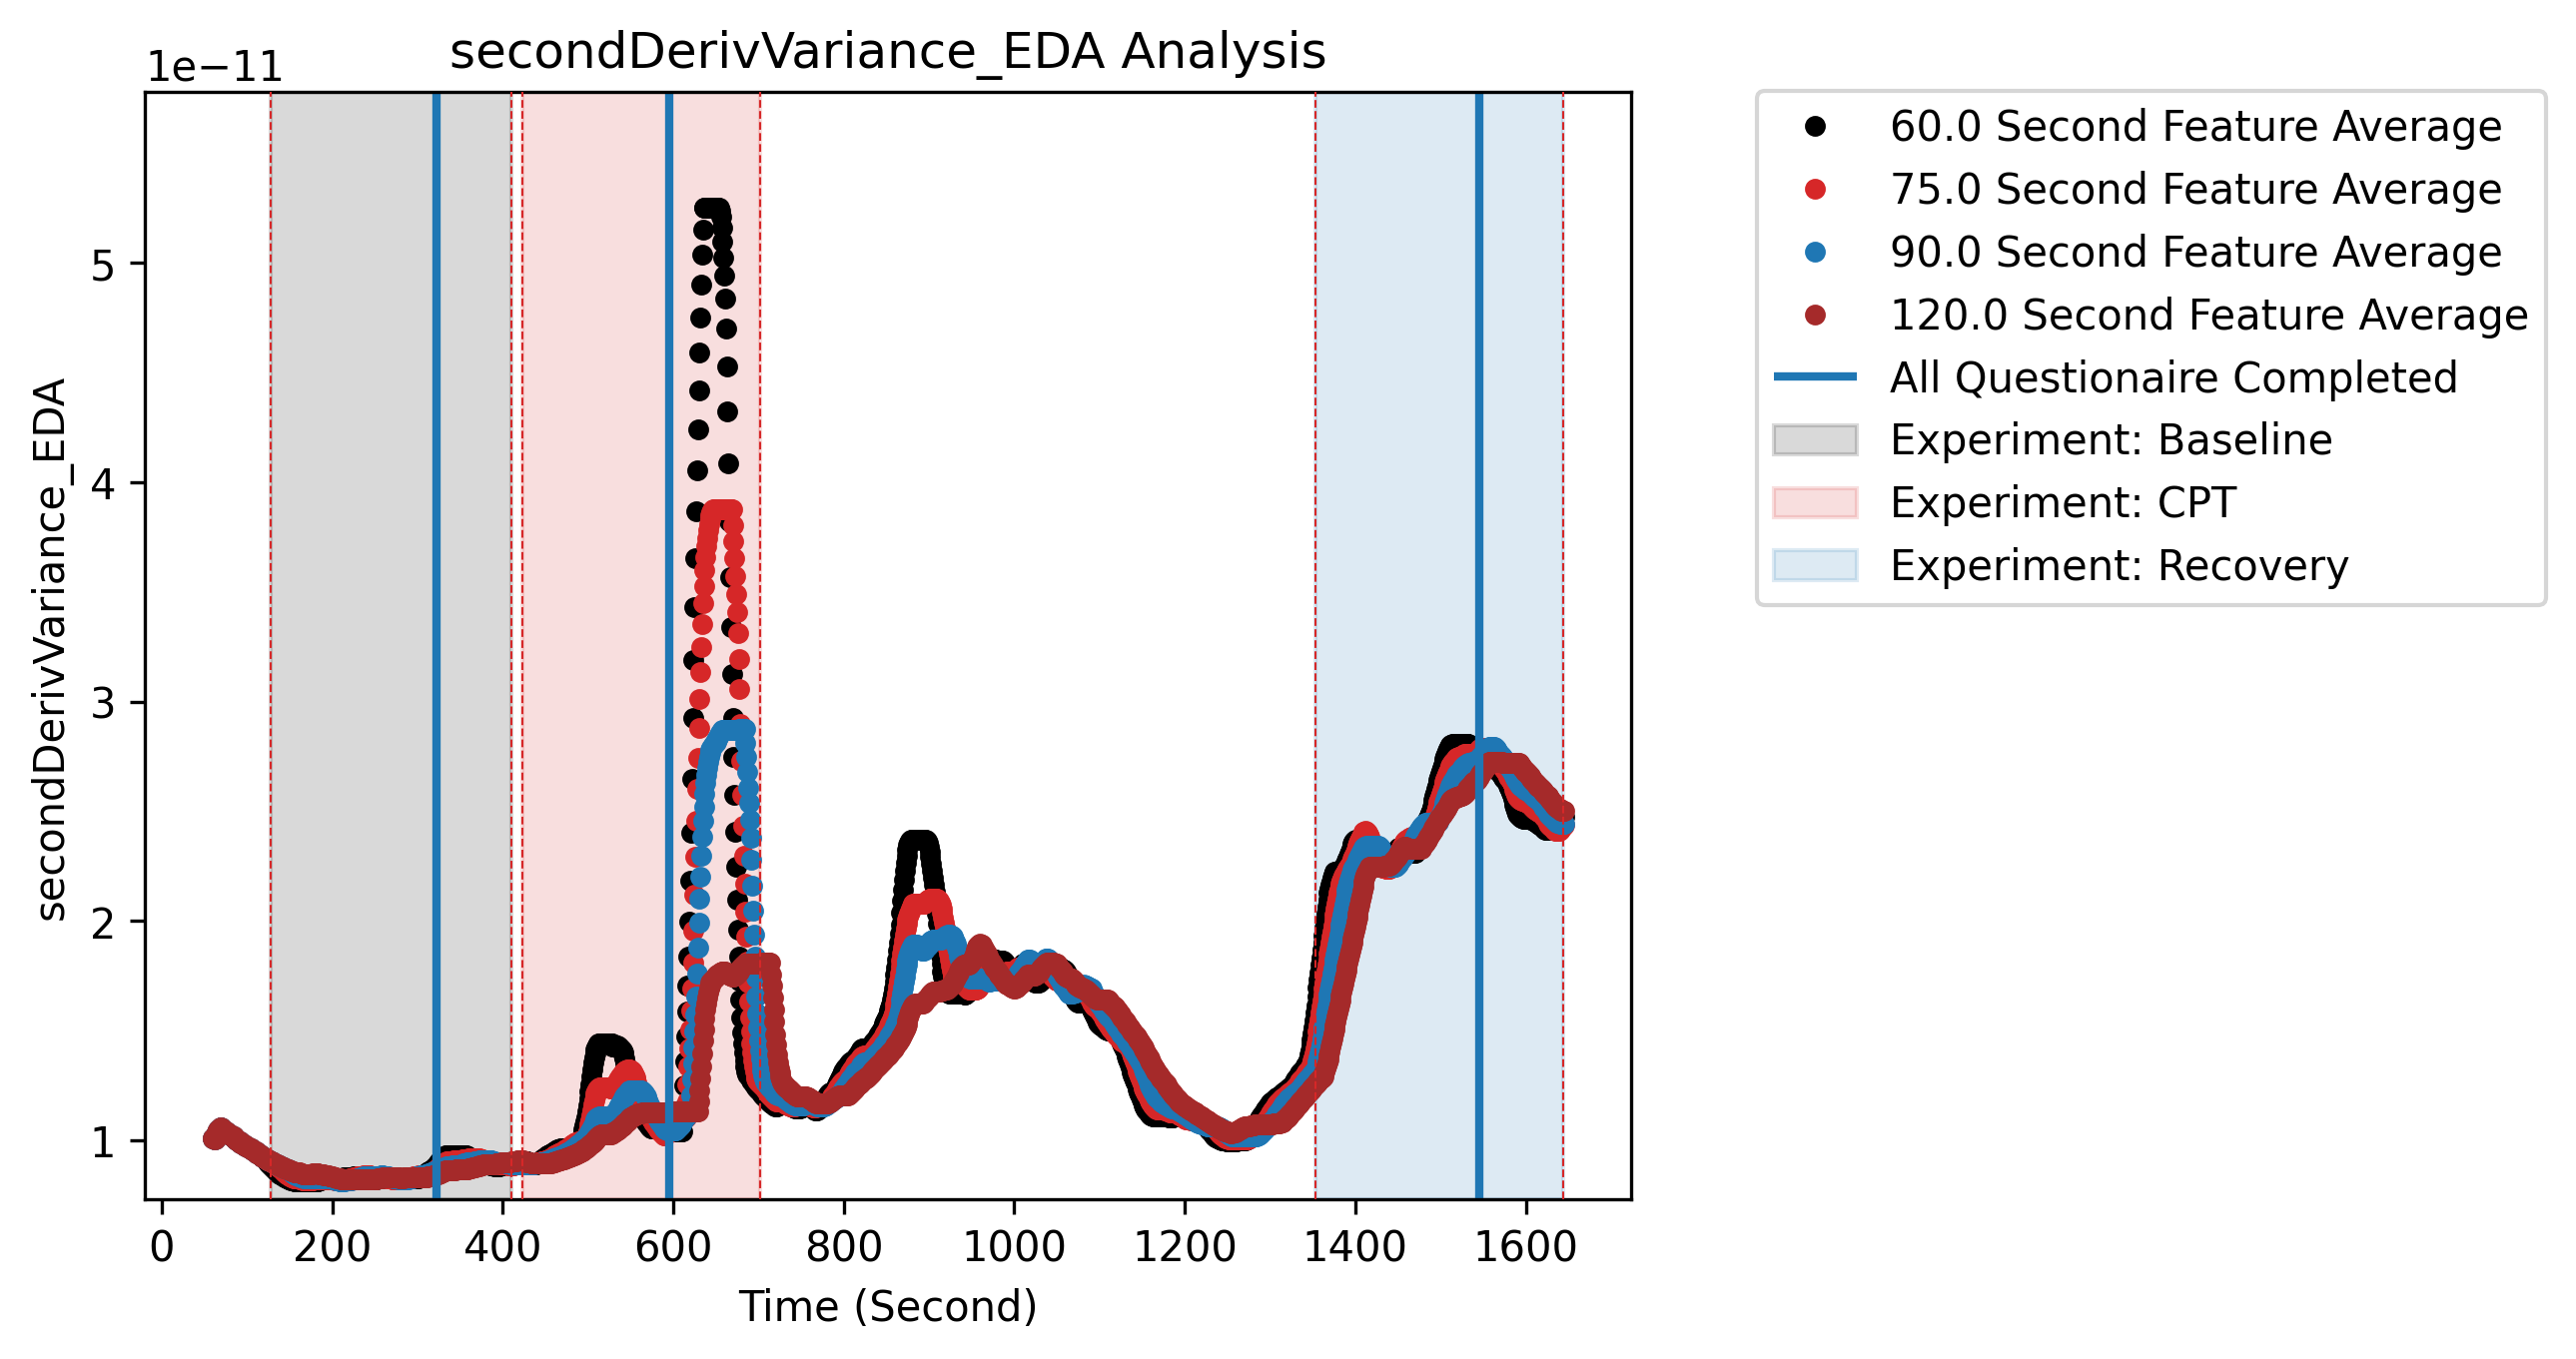 secondDerivVariance_EDA Analysis
1e−11
secondDerivVariance_EDA
5
4
3
2
1
0 200 400 600 800 1000 1200 1400 1600
Time (Second)
60.0 Second Feature Average
75.0 Second Feature Average
90.0 Second Feature Average
120.0 Second Feature Average
All Questionaire Completed
Experiment: Baseline
Experiment: CPT
Experiment: Recovery